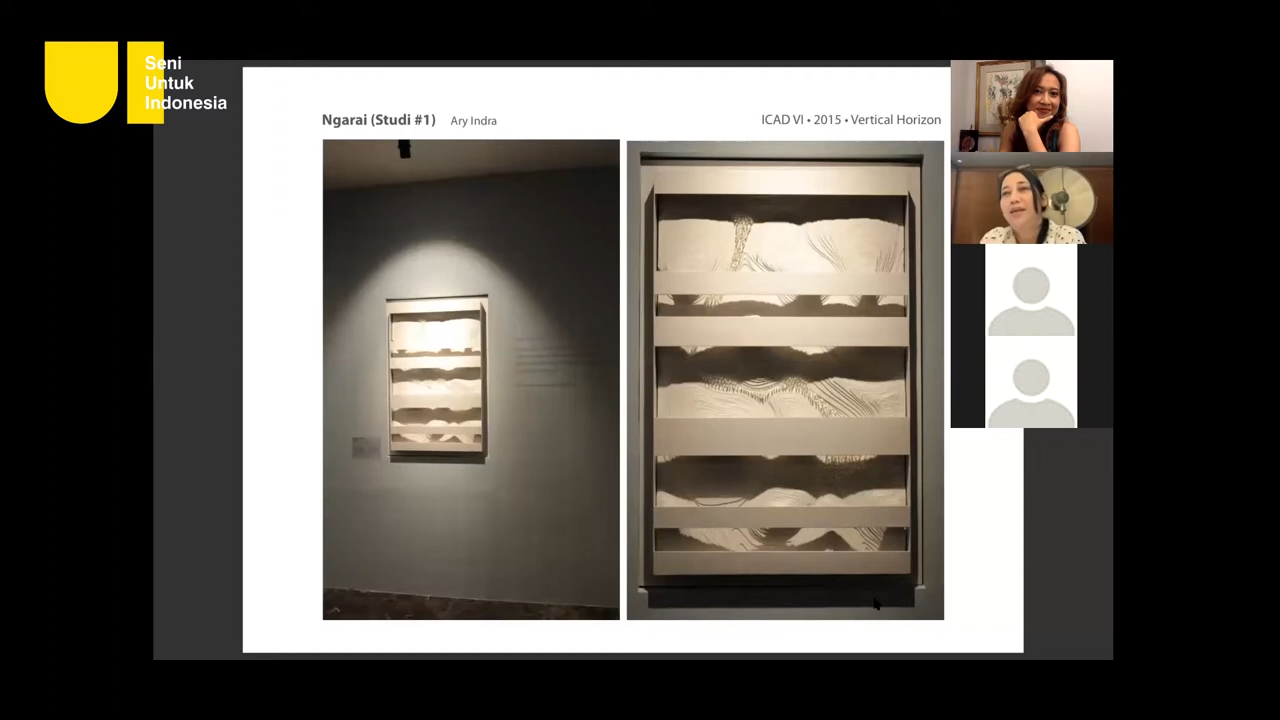 Seni
Untuk
Indonesia
Ngarai (Studi #1) Ary Indra
ICAD VI • 2015 • Vertical Horizon